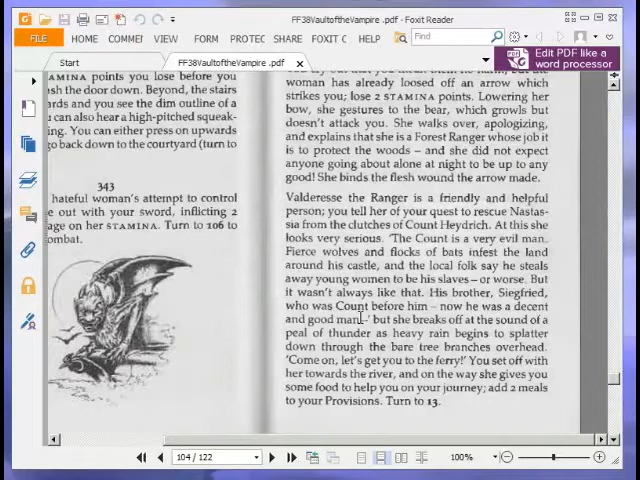 FF38VaultoftheVampire .pdf - Foxit Reader
FILE HOME COMMEI VIEW FORM PROTEC SHARE FOXIT C HELP Find
Start FF38VaultoftheVampire .pdf
Edit PDF like a
word processor
AMINA points you lose before you
ash the door down. Beyond, the stairs
ards and you see the dim outline of a
u can also hear a high-pitched squeak-
ing. You can either press on upwards
go back down to the courtyard (turn to
343
hateful woman's attempt to control
e out with your sword, inflicting 2
age on her STAMINA. Turn to 106 to
ombat.
woman has already loosed off an arrow which
strikes you; lose 2 STAMINA points. Lowering her
bow, she gestures to the bear, which growls but
doesn't attack you. She walks over, apologizing,
and explains that she is a Forest Ranger whose job it
is to protect the woods – and she did not expect
anyone going about alone at night to be up to any
good! She binds the flesh wound the arrow made.
Valderesse the Ranger is a friendly and helpful
person; you tell her of your quest to rescue Nastas-
sia from the clutches of Count Heydrich. At this she
looks very serious. 'The Count is a very evil man.
Fierce wolves and flocks of bats infest the land
around his castle, and the local folk say he steals
away young women to be his slaves – or worse. But
it wasn't always like that. His brother, Siegfried,
who was Count before him – now he was a decent
and good man–' but she breaks off at the sound of a
peal of thunder as heavy rain begins to splatter
down through the bare tree branches overhead.
'Come on, let's get you to the ferry!' You set off with
her towards the river, and on the way she gives you
some food to help you on your journey; add 2 meals
to your Provisions. Turn to 13.
104 / 122
100%